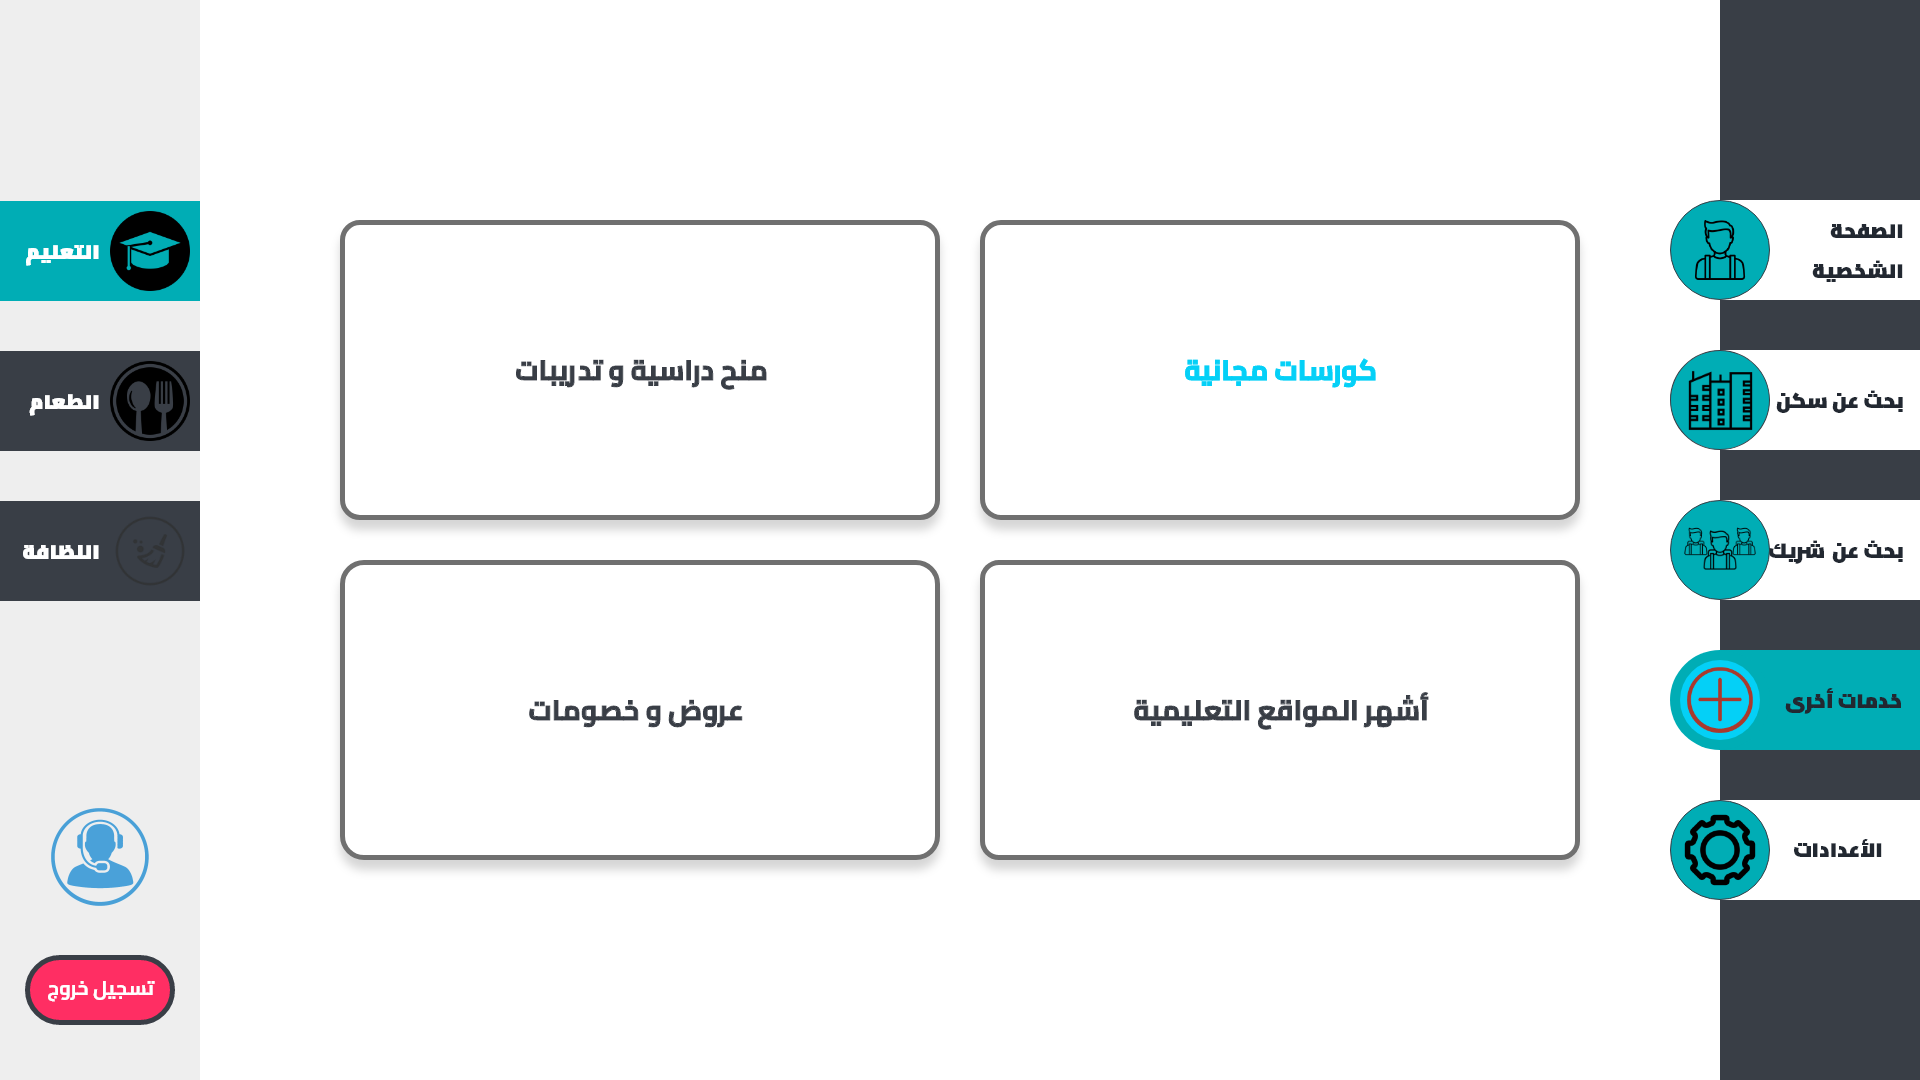 الصفحة
الشخصية
بحث عن سكن
بحث عن شريك
خدمات أخرى
الأعدادات
كورسات مجانية
منح دراسية و تدريبات
أشهر المواقع التعليمية
عروض و خصومات
التعليم
الطعام
النظافة
تسجيل خروج